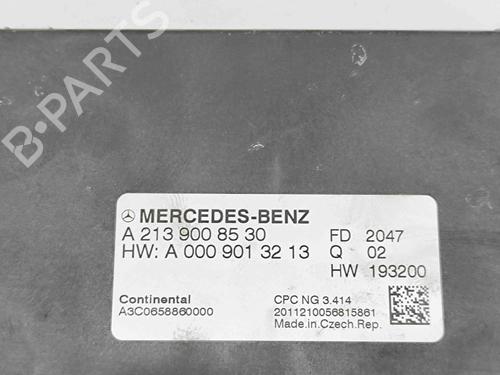 B-PARTS
MERCEDES-BENZ
A 213 900 85 30
HW: A 000 901 32 13
FD 2047
Q 02
HW 193200
Continental
A3C0658860000
CPC NG 3.414
2011210056815861
Made.in.Czech.Rep.